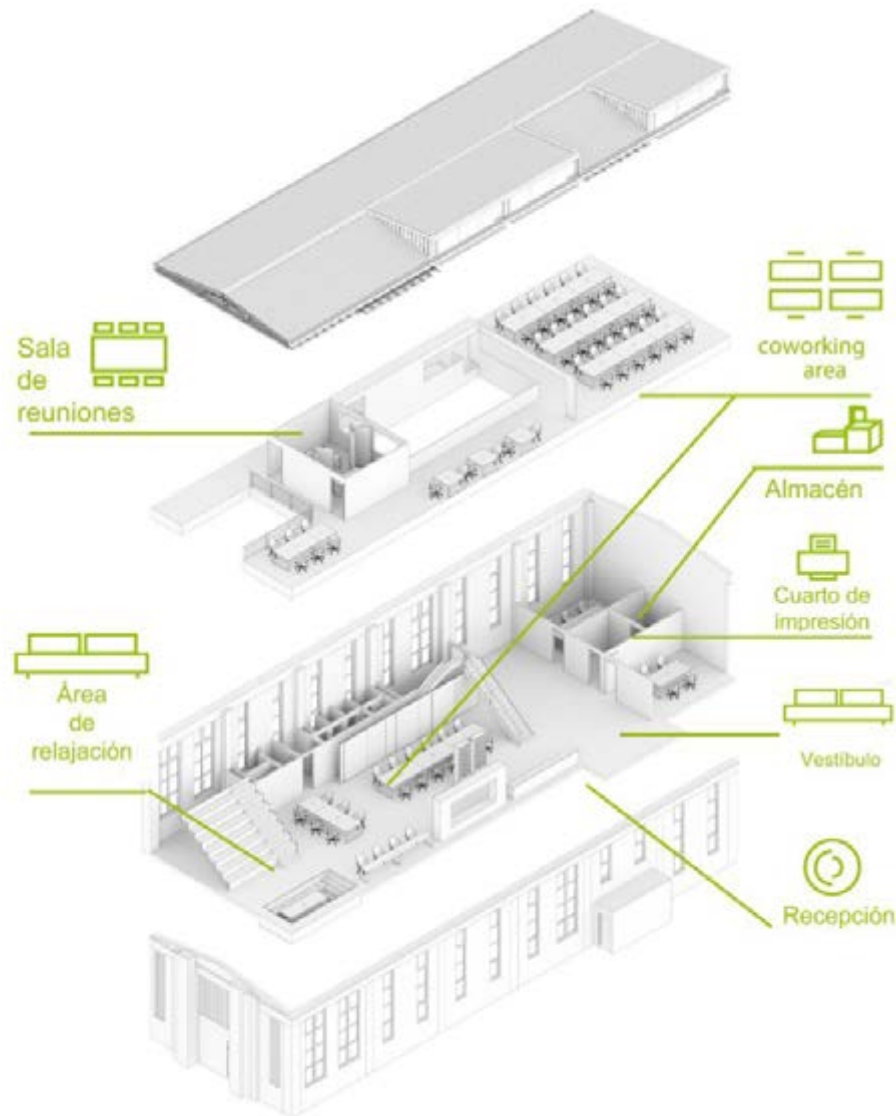 Sala
de
reuniones
coworking
area
Almacén
Cuarto de
impresión
Área
de
relajación
Vestíbulo
Recepción